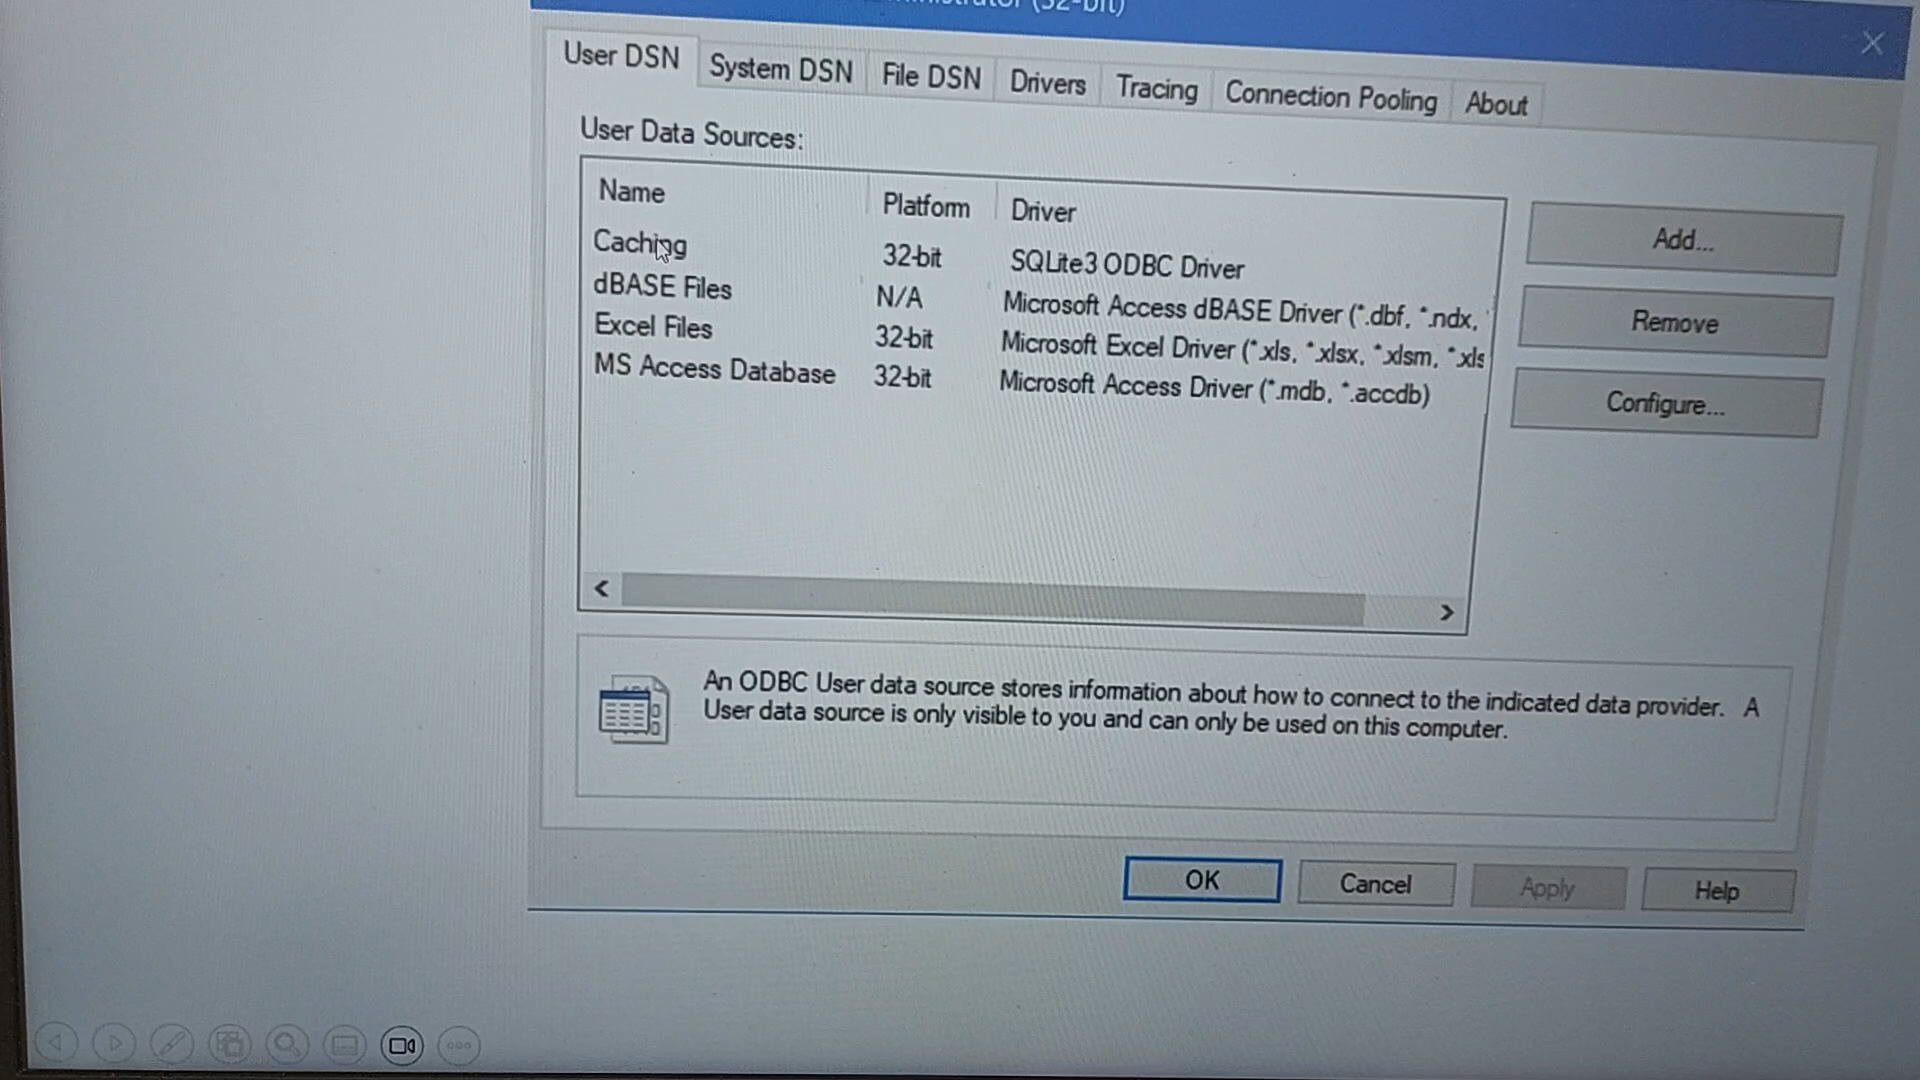 (32-bit)
User DSN System DSN File DSN Drivers Tracing Connection Pooling About
User Data Sources:
Name Platform Driver
Caching 32-bit SQLite3 ODBC Driver
dBASE Files N/A Microsoft Access dBASE Driver (*.dbf, *.ndx,
Excel Files 32-bit Microsoft Excel Driver (*.xls, *.xlsx, *.xlsm, *.xls
MS Access Database 32-bit Microsoft Access Driver (*.mdb, *.accdb)
Add...
Remove
Configure...
An ODBC User data source stores information about how to connect to the indicated data provider. A
User data source is only visible to you and can only be used on this computer.
OK Cancel Apply Help